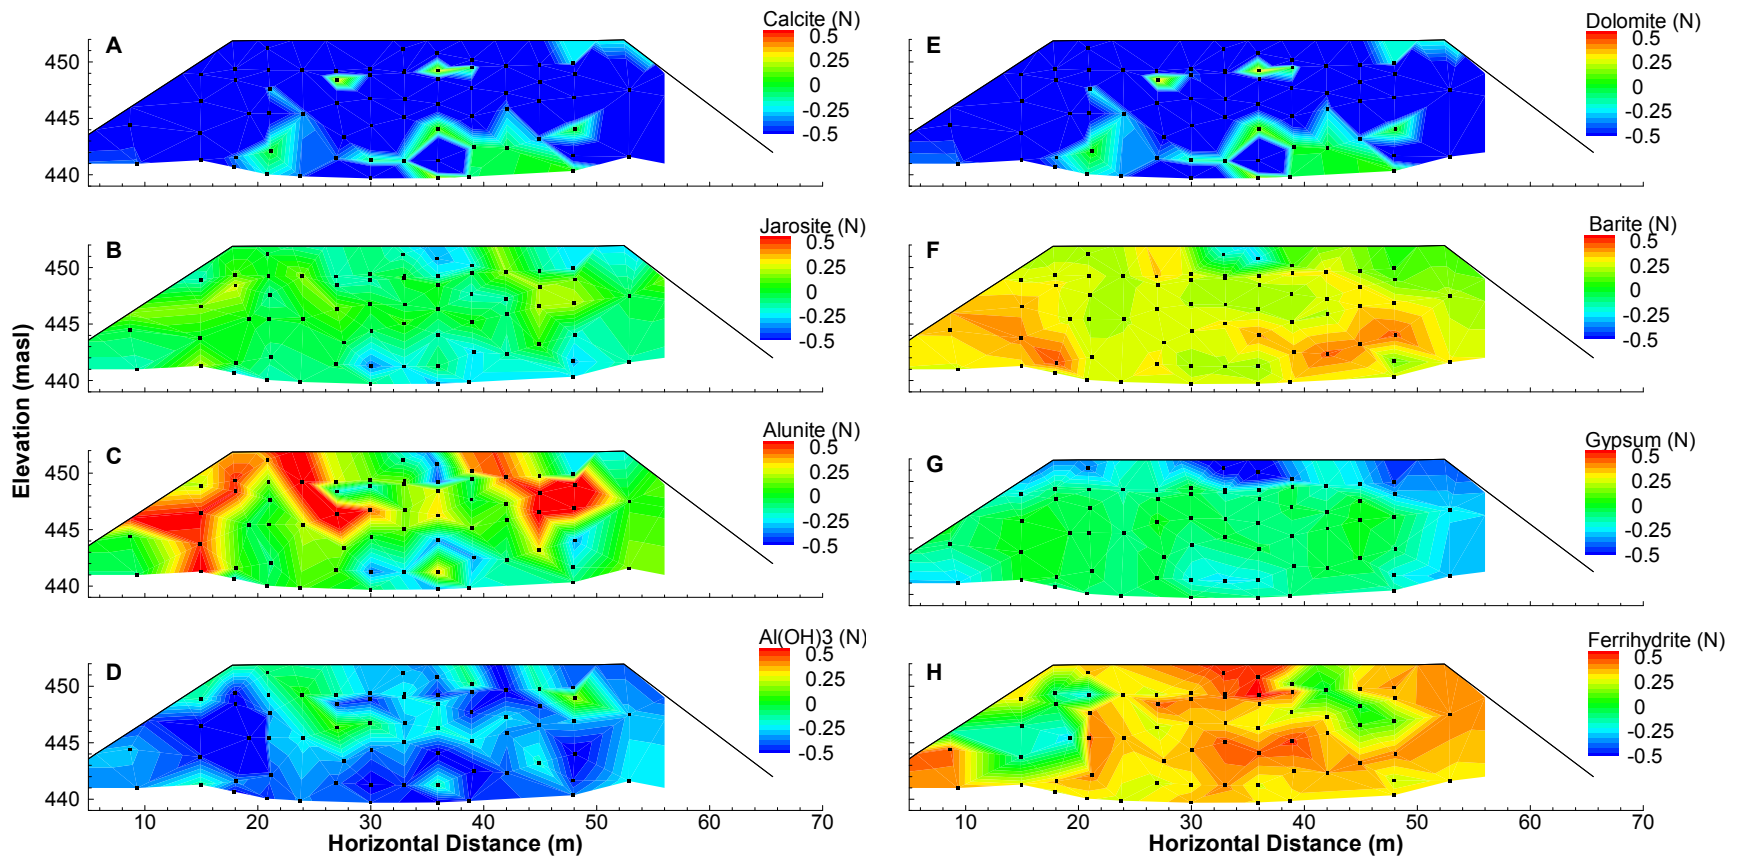 A
Calcite (N)
0.5
0.25
0
-0.25
-0.5
450
445
440
E
Dolomite (N)
0.5
0.25
0
-0.25
-0.5
B
Jarosite (N)
0.5
0.25
0
-0.25
-0.5
450
445
440
F
Barite (N)
0.5
0.25
0
-0.25
-0.5
Elevation (masl)
C
Alunite (N)
0.5
0.25
0
-0.25
-0.5
450
445
440
G
Gypsum (N)
0.5
0.25
0
-0.25
-0.5
D
Al(OH)3 (N)
0.5
0.25
0
-0.25
-0.5
450
445
440
10 20 30 40 50 60 70
Horizontal Distance (m)
H
Ferrihydrite (N)
0.5
0.25
0
-0.25
-0.5
10 20 30 40 50 60 70
Horizontal Distance (m)